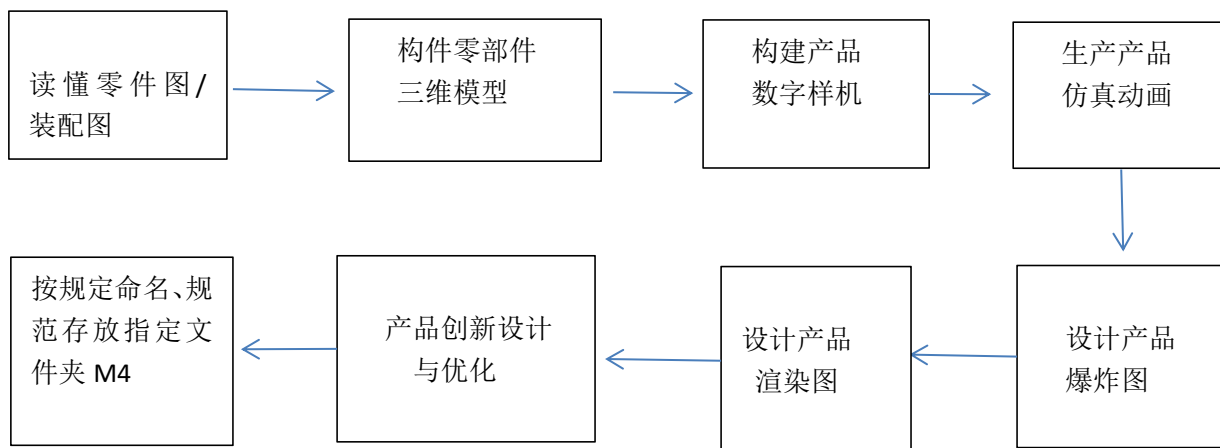 读懂零件图/
装配图
构件零部件
三维模型
构建产品
数字样机
生产产品
仿真动画
按规定命名、规
范存放指定文
件夹 M4
产品创新设计
与优化
设计产品
渲染图
设计产品
爆炸图